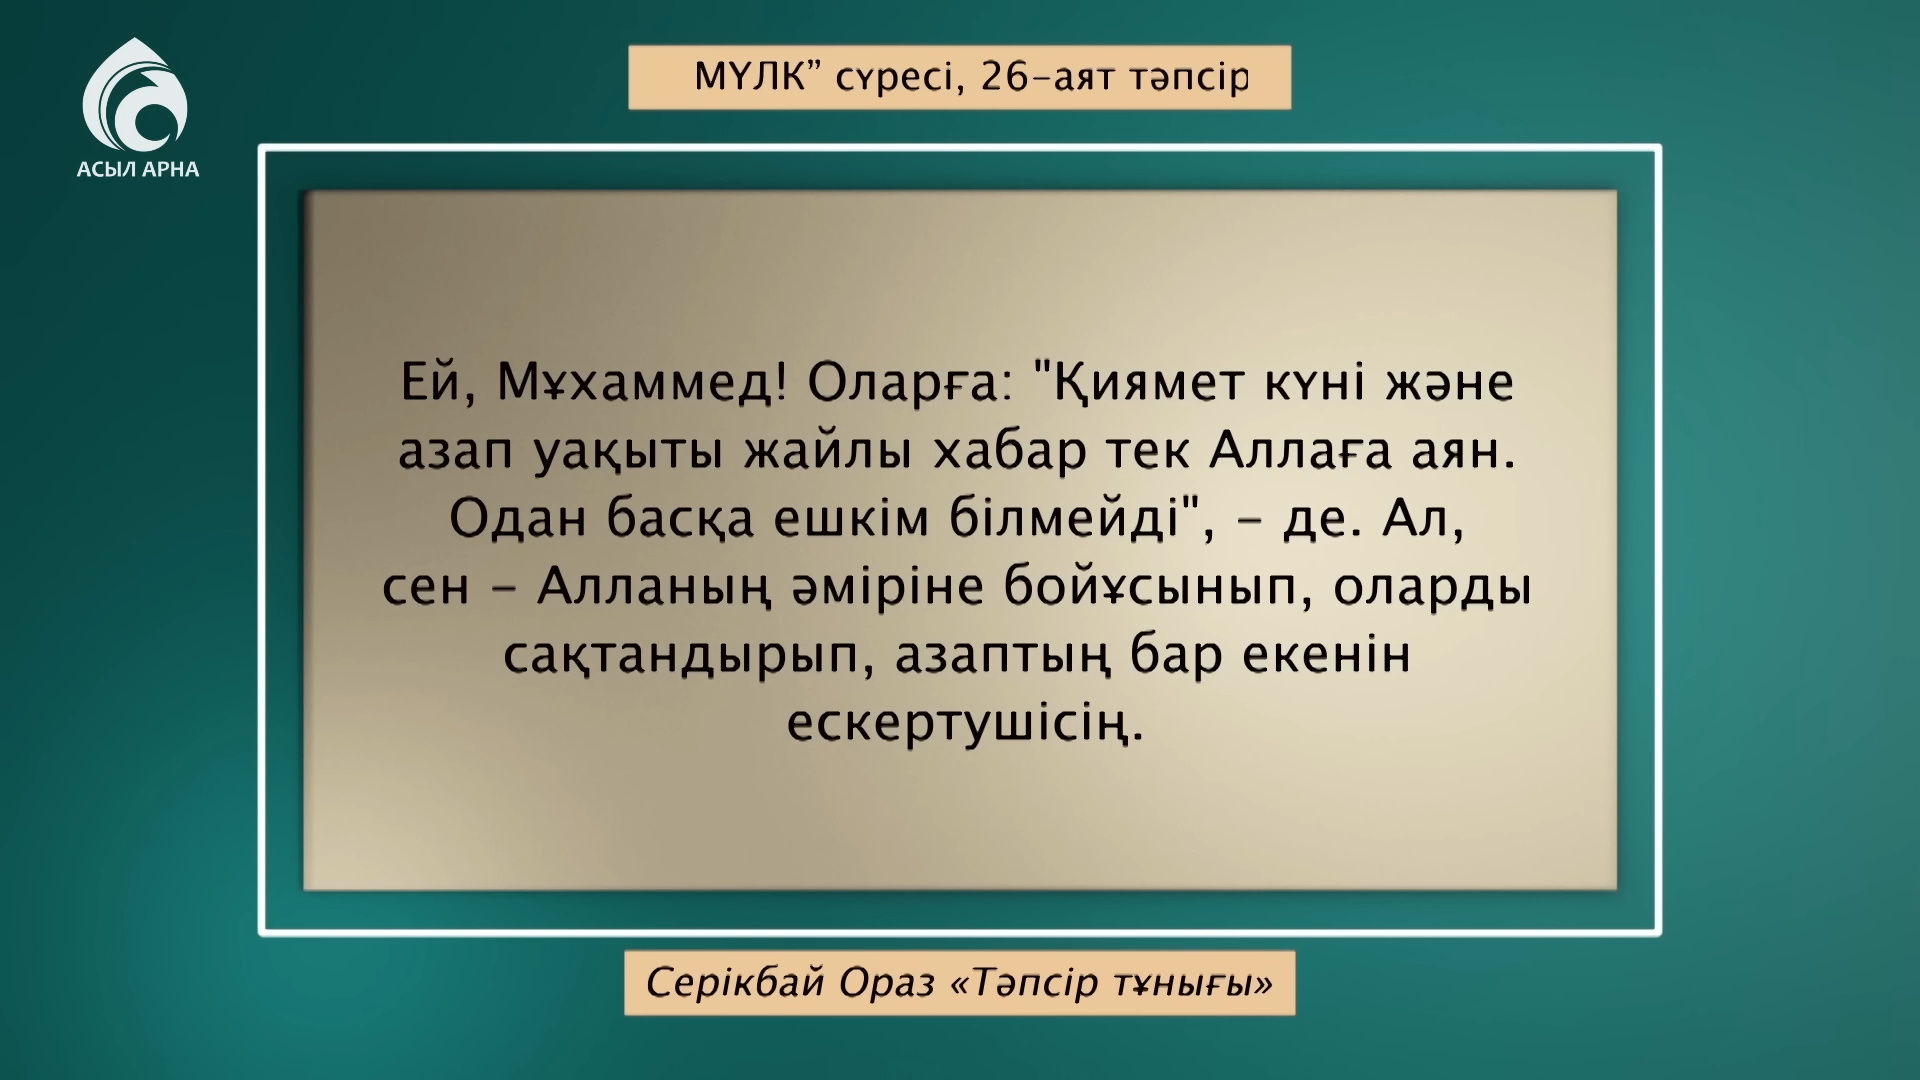 МҮЛК” сүресі, 26-аят тәпсір
АСЫЛ АРНА
Ей, Мұхаммед! Оларға: "Қиямет күні және
азап уақыты жайлы хабар тек Аллаға аян.
Одан басқа ешкім білмейді", - де. Ал,
сен - Алланың әміріне бойұсынып, оларды
сақтандырып, азаптың бар екенін
ескертушісің.
Серікбай Ораз «Тәпсір тұнығы»